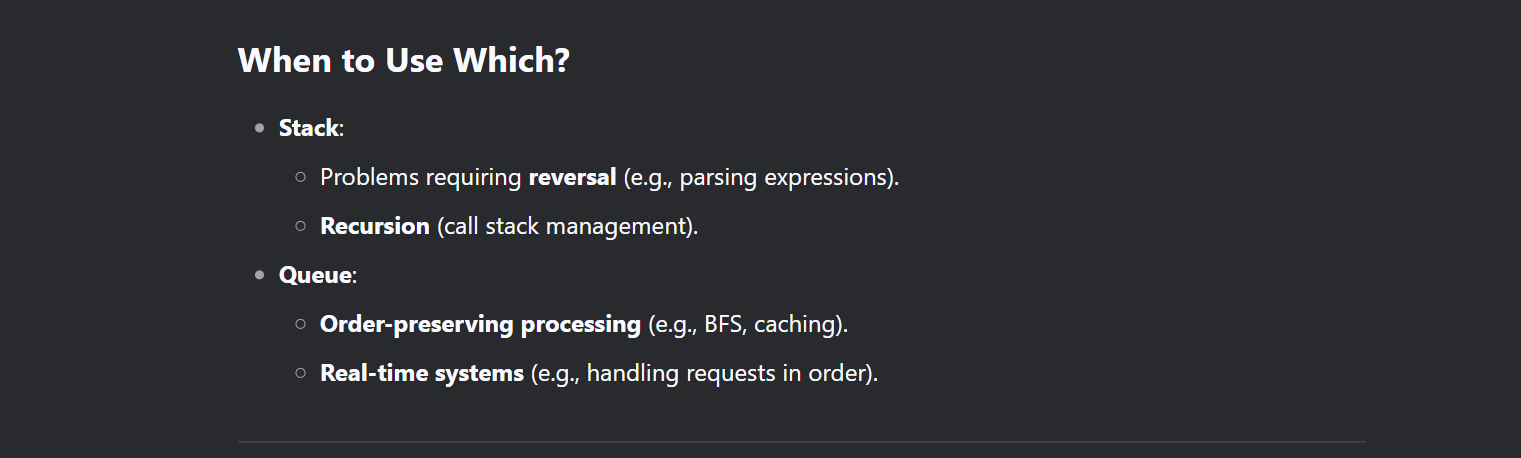 When to Use Which?
Stack:
Problems requiring reversal (e.g., parsing expressions).
Recursion (call stack management).
Queue:
Order-preserving processing (e.g., BFS, caching).
Real-time systems (e.g., handling requests in order).